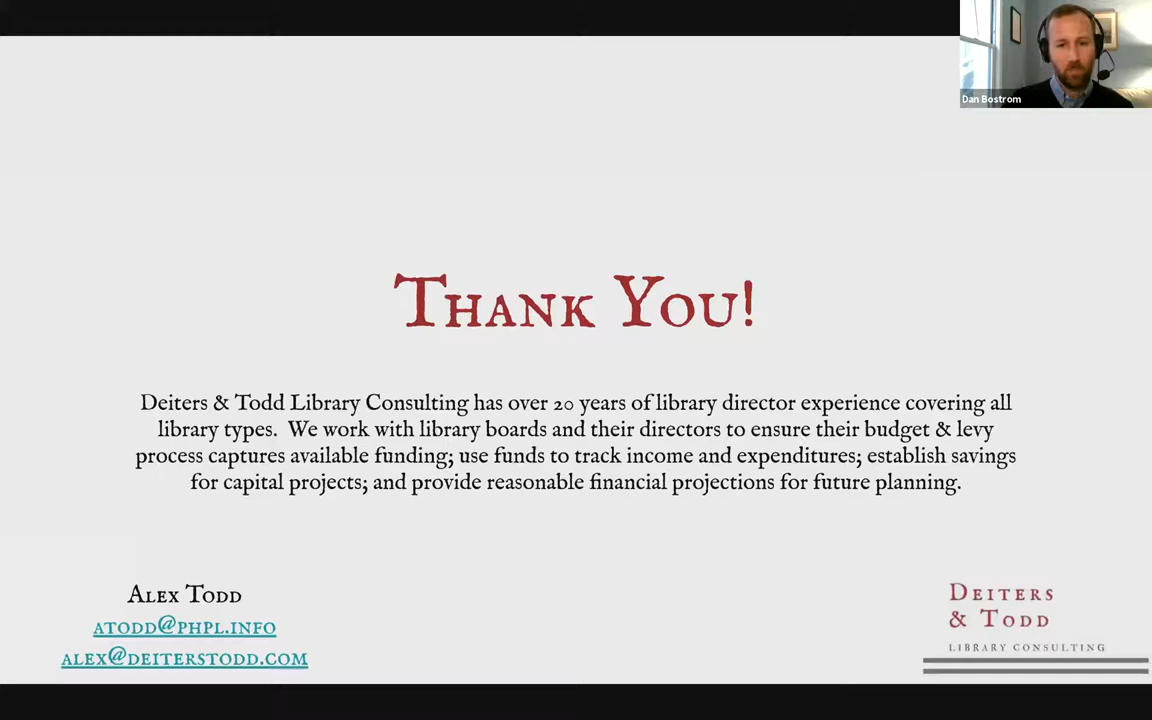 Dan Bostrom
Thank You!
Deiters & Todd Library Consulting has over 20 years of library director experience covering all
library types. We work with library boards and their directors to ensure their budget & levy
process captures available funding; use funds to track income and expenditures; establish savings
for capital projects; and provide reasonable financial projections for future planning.
Alex Todd
atodd@phpl.info
alex@deiterstodd.com
Deiters
& Todd
Library Consulting